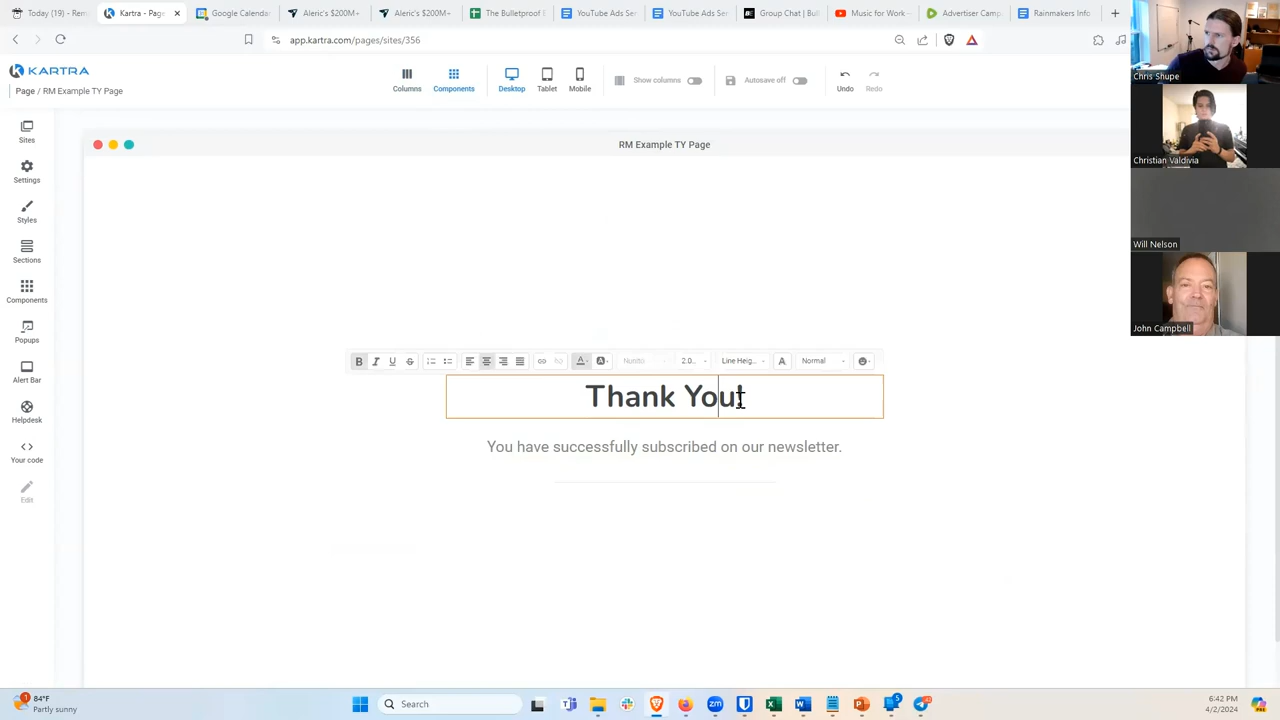 Today (19) - Rem
Kartra - Page
Google Calendar
Aleric's $200M+
Aleric's $200M+
The Bulletproof E
YouTube Ads Scri
YouTube Ads Ser
Group Chat | Bull
Music for Work
Advertiser Camp
Rainmakers Info
app.kartra.com/pages/sites/356
KARTRA
Page / RM Example TY Page
Columns
Components
Desktop
Tablet
Mobile
Show columns
Autosave off
Undo
Redo
Sites
Settings
Styles
Sections
Components
Popups
Alert Bar
Helpdesk
Your code
Edit
RM Example TY Page
B I U S
A
A
Nunito
2.0..
Line Heig...
A
Normal
Thank You!
You have successfully subscribed on our newsletter.
Chris Shupe
Christian Valdivia
Will Nelson
John Campbell
1
84°F
Partly sunny
Search
5
6:42 PM
4/2/2024